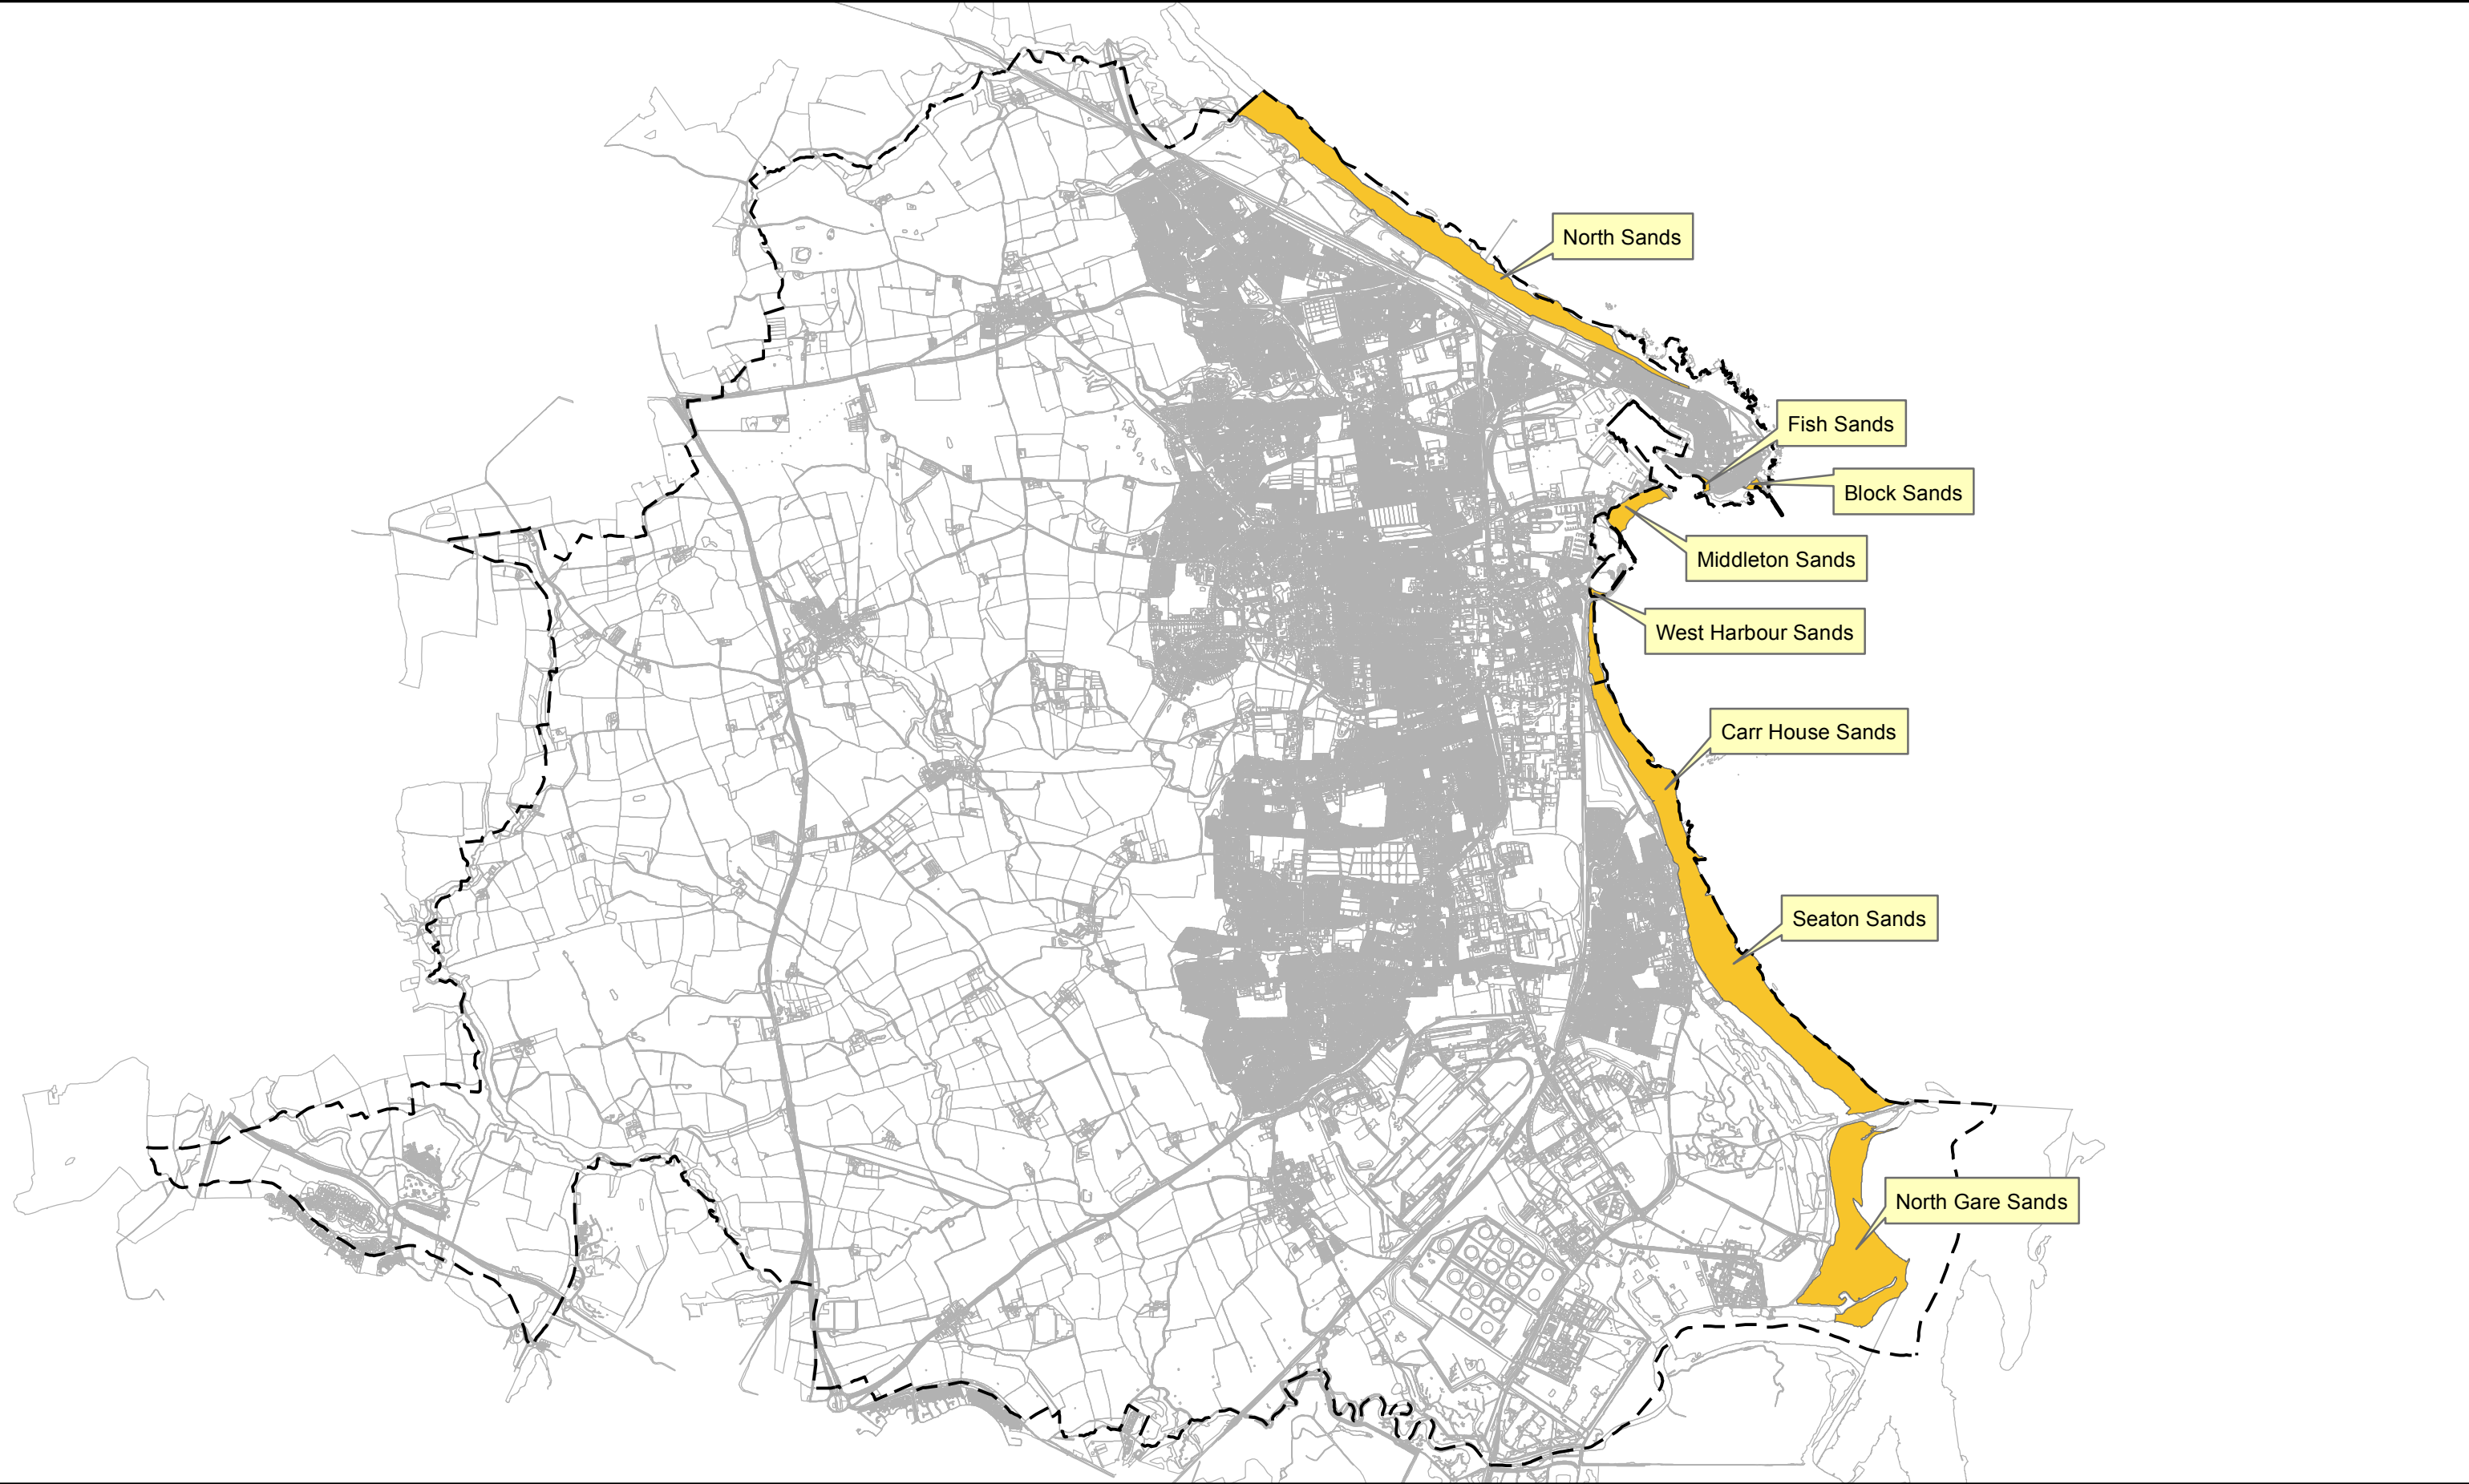 North Sands
Fish Sands
Block Sands
Middleton Sands
West Harbour Sands
Carr House Sands
Seaton Sands
North Gare Sands